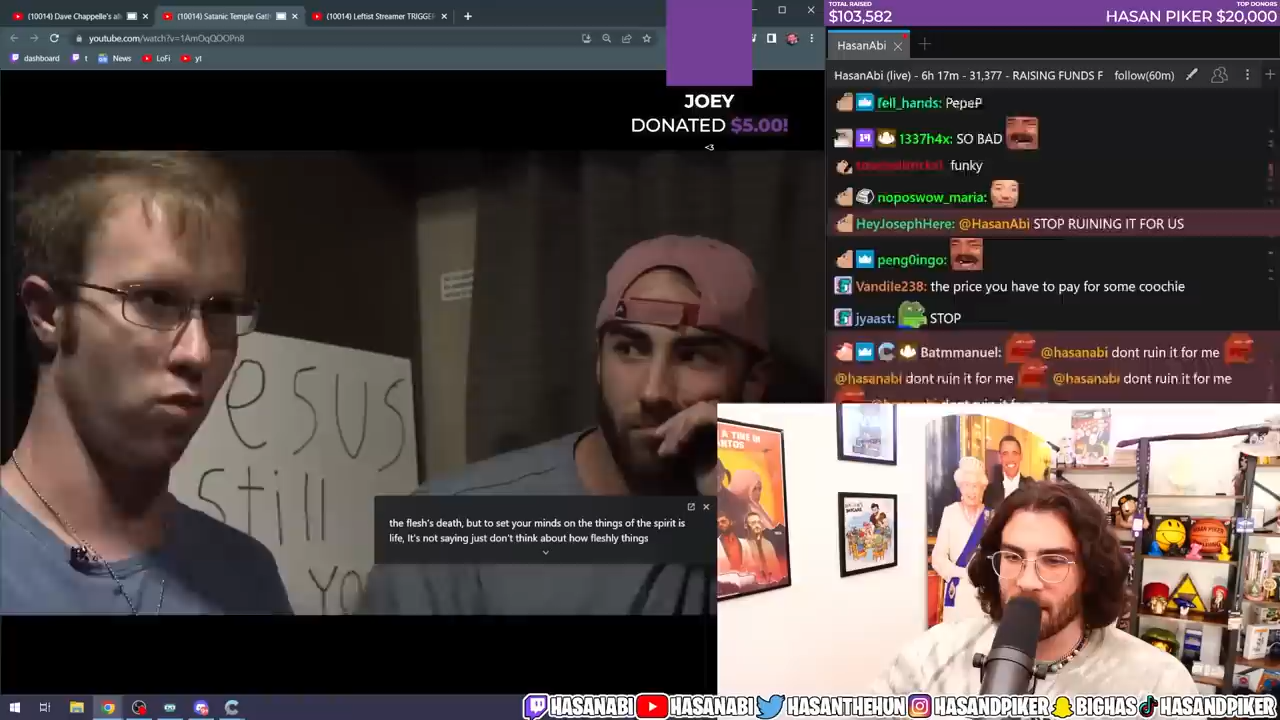 (10014) Dave Chappelle's a
(10014) Satanic Temple Gat
(10014) Leftist Streamer TRIGGE
youtube.com/watch?v=1AmOqQOOPn8
dashboard
t
News
LoFi
yt
JOEY
DONATED $5.00!
<3
esus
still
yo
the flesh's death, but to set your minds on the things of the spirit is
life, It's not saying just don't think about how fleshly things
TOTAL RAISED
$103,582
TOP DONORS
HASAN PIKER $20,000
HasanAbi
HasanAbi (live) - 6h 17m - 31,377 - RAISING FUNDS F
follow(60m)
fell_hands: PepeP
1337h4x: SO BAD
funky
noposwow_maria:
HeyJosephHere: @HasanAbi STOP RUINING IT FOR US
peng0ingo:
Vandile238: the price you have to pay for some coochie
jyaast: STOP
Batmmanuel: @hasanabi dont ruin it for me
@hasanabi dont ruin it for me @hasanabi dont ruin it for me
@hasanabi dont ruin it for me
A TIME IN
HASANABI HASANABI HASANTHEHUN HASANDPIKER BIGHAS HASANDPIKER